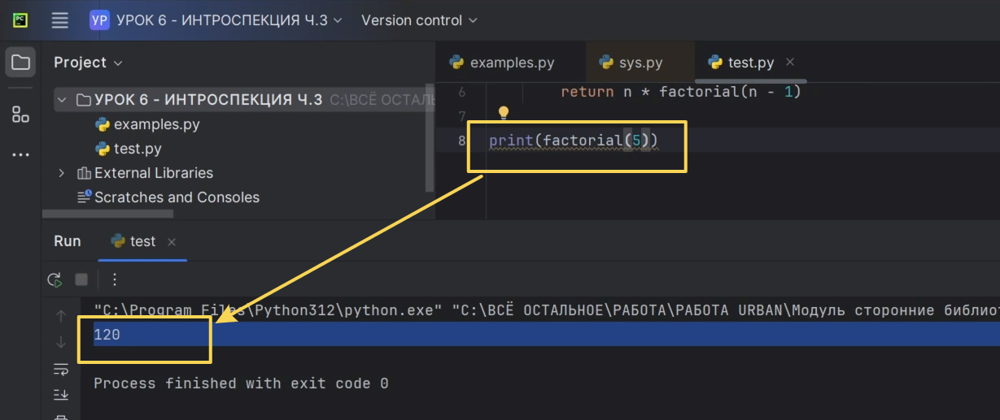 PC
УР УРОК 6 - ИНТРОСПЕКЦИЯ Ч.3 Version control
Project
examples.py sys.py test.py
УРОК 6 - ИНТРОСПЕКЦИЯ Ч.3 C:\ВСЁ ОСТАЛЬ
examples.py
test.py
External Libraries
Scratches and Consoles
6 return n * factorial(n - 1)
7
8 print(factorial(5))
Run test
"C:\Program Files\Python312\python.exe" "C:\ВСЁ ОСТАЛЬНОЕ\РАБОТА\РАБОТА URBAN\Модуль сторонние библиот
120
Process finished with exit code 0